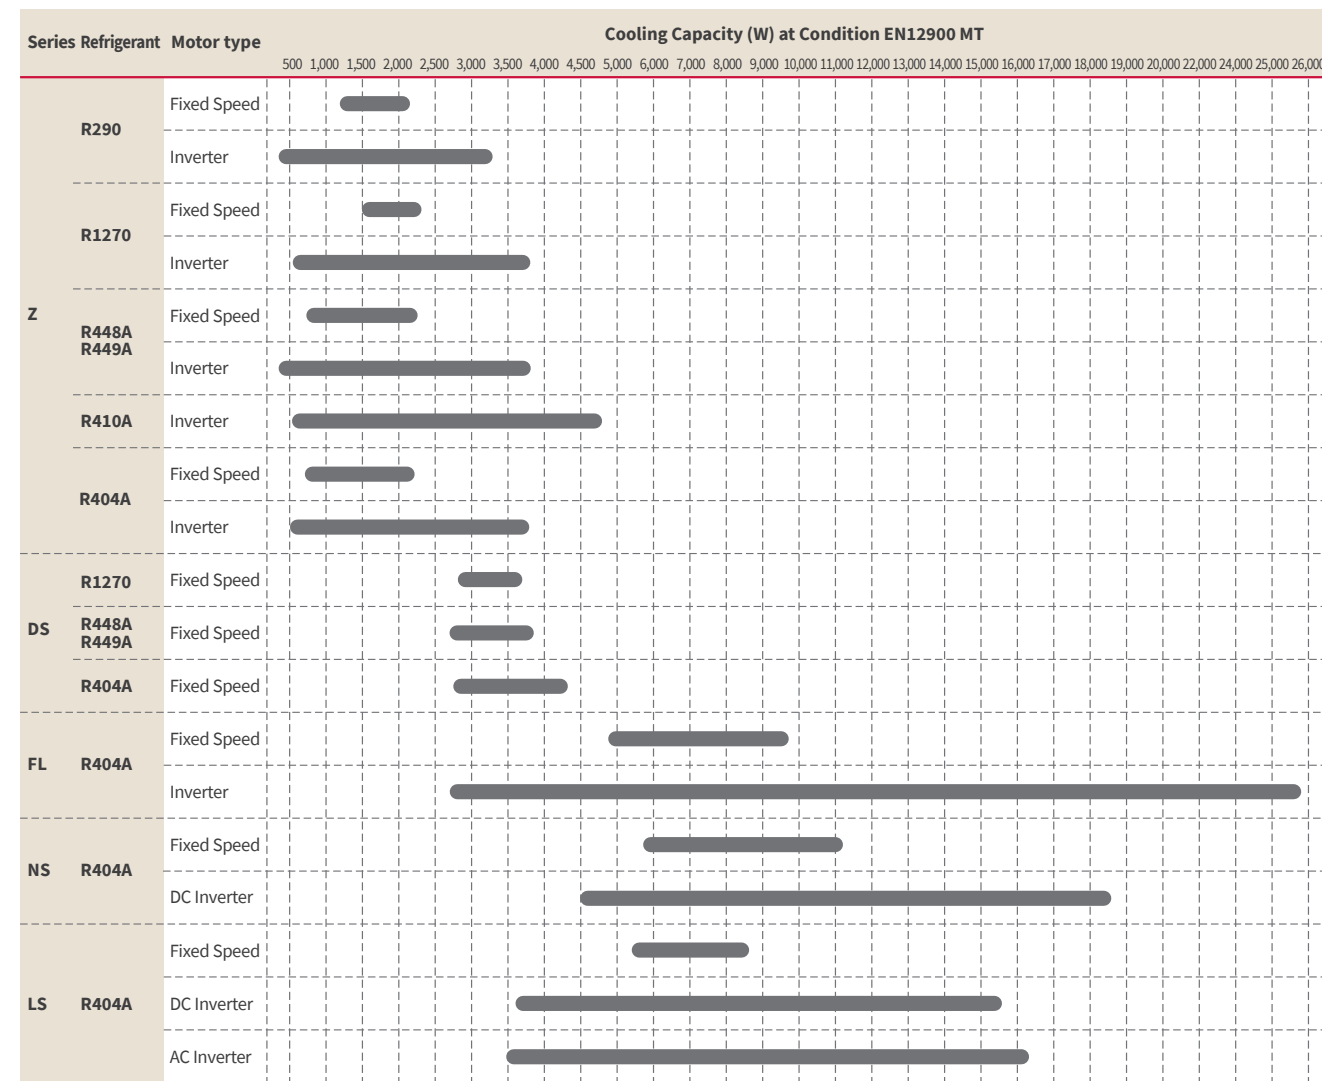 Series Refrigerant Motor type
Cooling Capacity (W) at Condition EN12900 MT
500 1,000 1,500 2,000 2,500 3,000 3,500 4,000 4,500 5,000 6,000 7,000 8,000 9,000 10,000 11,000 12,000 13,000 14,000 15,000 16,000 17,000 18,000 19,000 20,000 22,000 24,000 25,000 26,000
Z
R290
Fixed Speed
Inverter
R1270
Fixed Speed
Inverter
R448A
R449A
Fixed Speed
Inverter
R410A
Inverter
R404A
Fixed Speed
Inverter
DS
R1270
Fixed Speed
R448A
R449A
Fixed Speed
R404A
Fixed Speed
FL
R404A
Fixed Speed
Inverter
NS
R404A
Fixed Speed
DC Inverter
LS
R404A
Fixed Speed
DC Inverter
AC Inverter